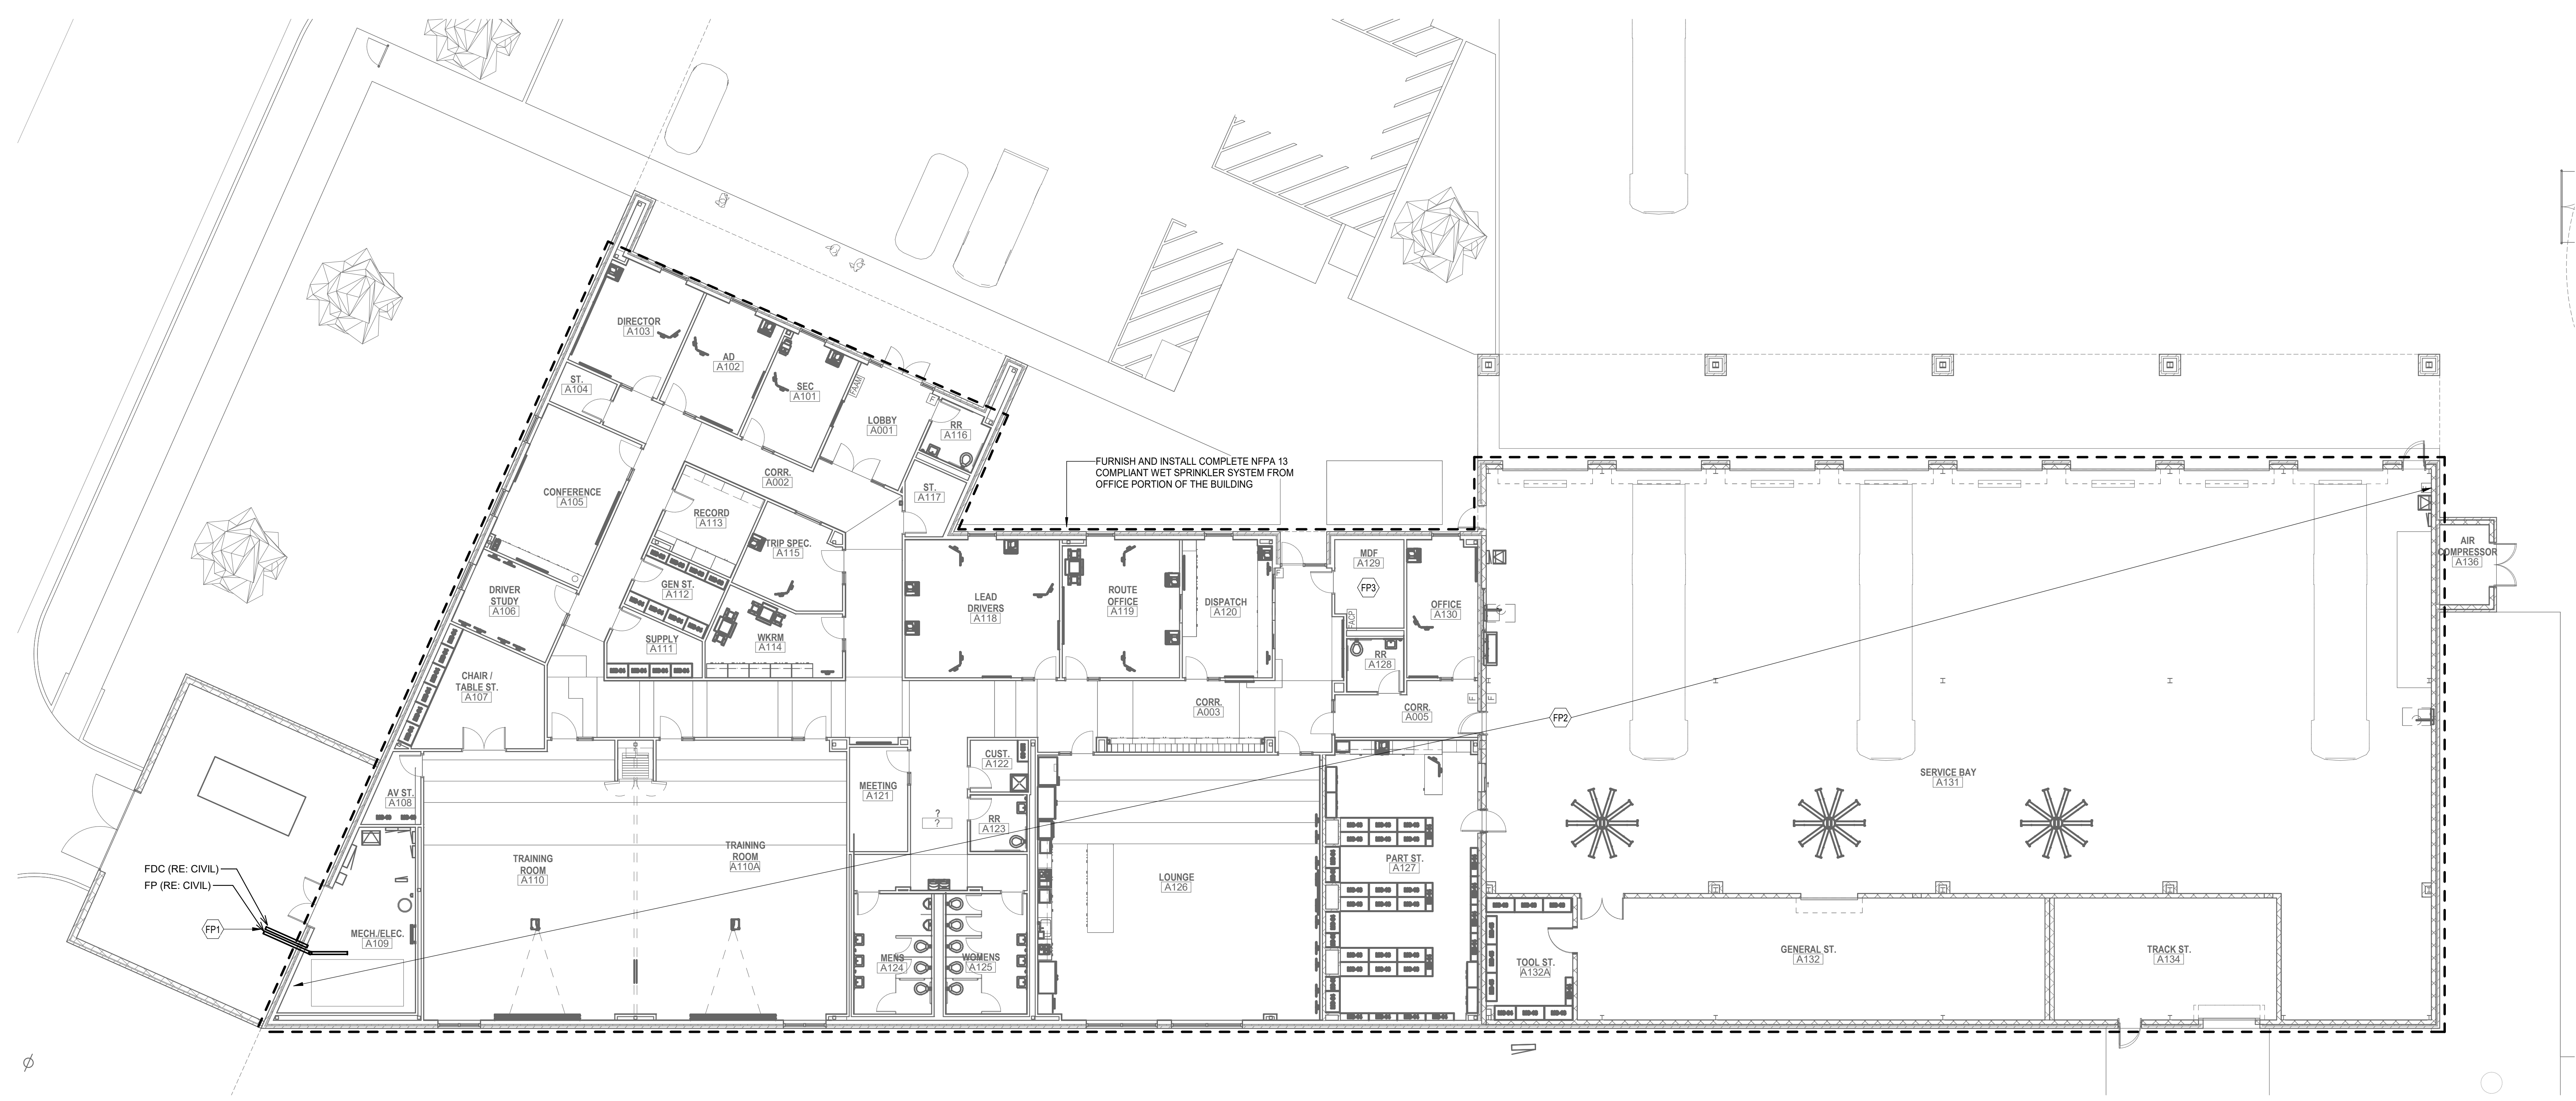 DIRECTOR
A103
AD
A102
ST.
A104
SEC
A101
FAAM
F
LOBBY
A001
RR
A116
CORR.
A002
ST.
A117
CONFERENCE
A105
RECORD
A113
TRIP SPEC.
A115
FURNISH AND INSTALL COMPLETE NFPA 13
COMPLIANT WET SPRINKLER SYSTEM FROM
OFFICE PORTION OF THE BUILDING
DRIVER
STUDY
A106
GEN ST.
A112
SUPPLY
A111
WKRM
A114
LEAD
DRIVERS
A118
ROUTE
OFFICE
A119
DISPATCH
A120
F
MDF
A129
FP3
FACP
OFFICE
A130
RR
A128
AIR
COMPRESSOR
A136
CHAIR /
TABLE ST.
A107
CORR.
A003
CORR.
A005
F
F
FP2
AV ST.
A108
MEETING
A121
CUST.
A122
?
?
RR
A123
SERVICE BAY
A131
TRAINING
ROOM
A110
TRAINING
ROOM
A110A
LOUNGE
A126
PART ST.
A127
FDC (RE: CIVIL)
FP (RE: CIVIL)
FP1
MECH./ELEC.
A109
MENS
A124
WOMENS
A125
TOOL ST.
A132A
GENERAL ST.
A132
TRACK ST.
A134